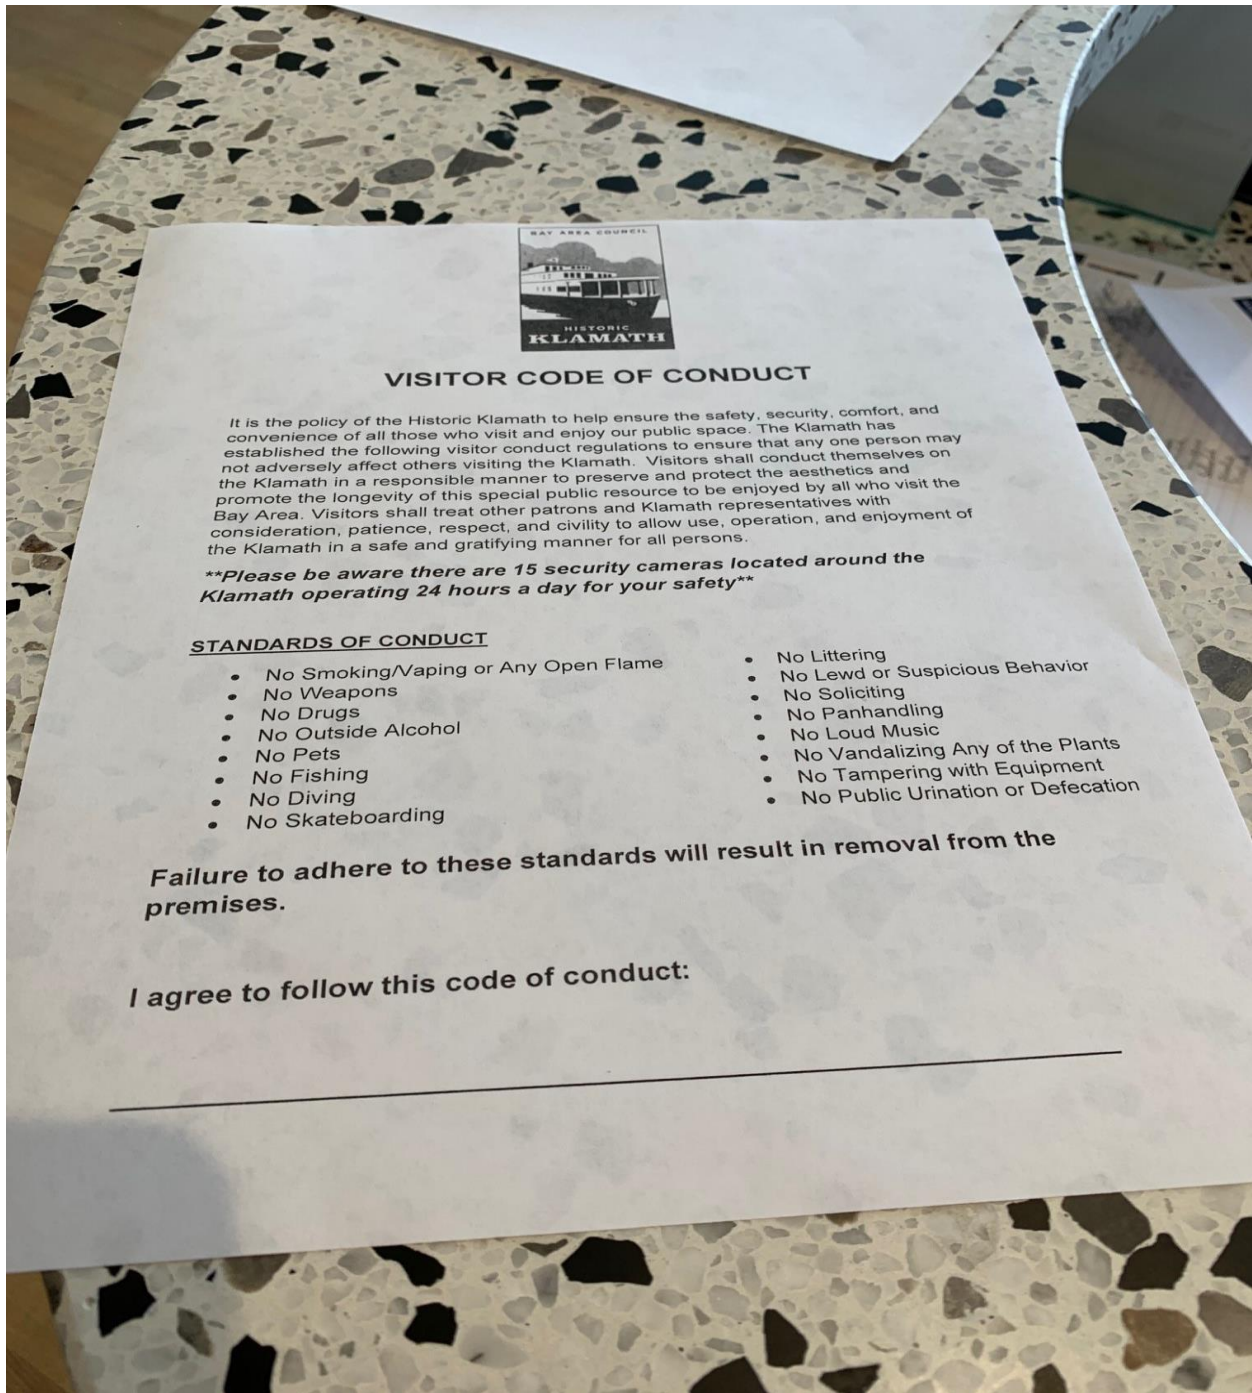 BAY AREA COUNCIL
HISTORIC
KLAMATH
VISITOR CODE OF CONDUCT
It is the policy of the Historic Klamath to help ensure the safety, security, comfort, and
convenience of all those who visit and enjoy our public space. The Klamath has
established the following visitor conduct regulations to ensure that any one person may
not adversely affect others visiting the Klamath. Visitors shall conduct themselves on
the Klamath in a responsible manner to preserve and protect the aesthetics and
promote the longevity of this special public resource to be enjoyed by all who visit the
Bay Area. Visitors shall treat other patrons and Klamath representatives with
consideration, patience, respect, and civility to allow use, operation, and enjoyment of
the Klamath in a safe and gratifying manner for all persons.
**Please be aware there are 15 security cameras located around the
Klamath operating 24 hours a day for your safety**
STANDARDS OF CONDUCT
• No Smoking/Vaping or Any Open Flame
• No Weapons
• No Drugs
• No Outside Alcohol
• No Pets
• No Fishing
• No Diving
• No Skateboarding
• No Littering
• No Lewd or Suspicious Behavior
• No Soliciting
• No Panhandling
• No Loud Music
• No Vandalizing Any of the Plants
• No Tampering with Equipment
• No Public Urination or Defecation
Failure to adhere to these standards will result in removal from the
premises.
I agree to follow this code of conduct: